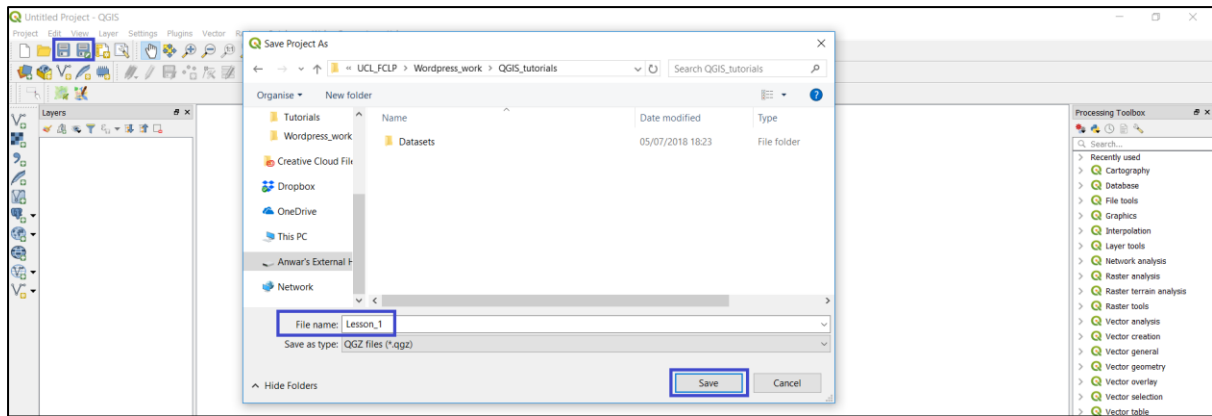 Untitled Project - QGIS
Project Edit View Layer Settings Plugins Vector
Save Project As
« UCL_FCLP > Wordpress_work > QGIS_tutorials
Search QGIS_tutorials
Organise
New folder
Layers
Tutorials
Wordpress_work
Creative Cloud File
Dropbox
OneDrive
This PC
Anwar's External H
Network
Name
Date modified
Type
Datasets
05/07/2018 18:23
File folder
File name: Lesson_1
Save as type: QGZ files (*.qgz)
Hide Folders
Save
Cancel
Processing Toolbox
Search...
Recently used
Cartography
Database
File tools
Graphics
Interpolation
Layer tools
Network analysis
Raster analysis
Raster terrain analysis
Raster tools
Vector analysis
Vector creation
Vector general
Vector geometry
Vector overlay
Vector selection
Vector table